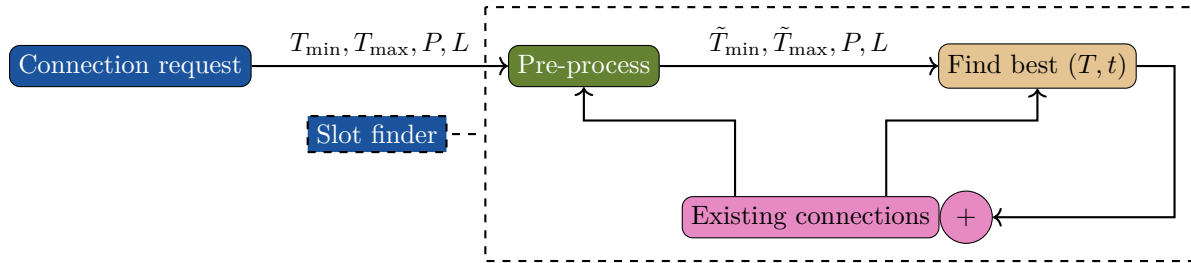 Connection request
T_min, T_max, P, L
Pre-process
T̃_min, T̃_max, P, L
Find best (T, t)
Slot finder
Existing connections
+